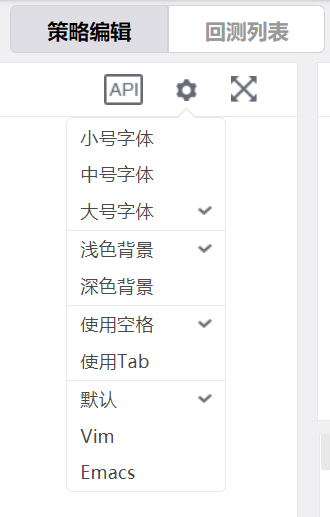 策略编辑 回测列表
API
小号字体
中号字体
大号字体
浅色背景
深色背景
使用空格
使用Tab
默认
Vim
Emacs